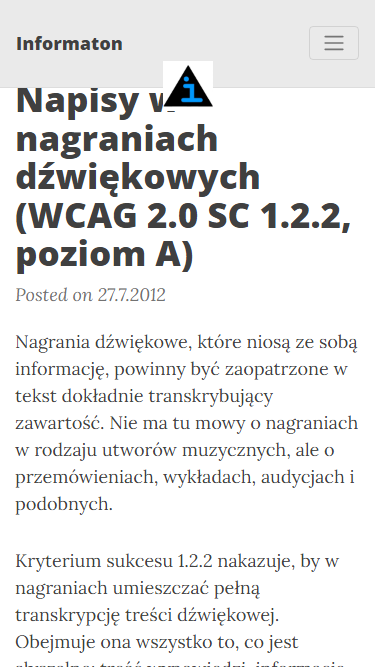 Informaton
Napisy w
nagraniach
dźwiękowych
(WCAG 2.0 SC 1.2.2,
poziom A)
Posted on 27.7.2012
Nagrania dźwiękowe, które niosą ze sobą
informację, powinny być zaopatrzone w
tekst dokładnie transkrybujący
zawartość. Nie ma tu mowy o nagraniach
w rodzaju utworów muzycznych, ale o
przemówieniach, wykładach, audycjach i
podobnych.
Kryterium sukcesu 1.2.2 nakazuje, by w
nagraniach umieszczać pełną
transkrypcję treści dźwiękowej.
Obejmuje ona wszystko to, co jest